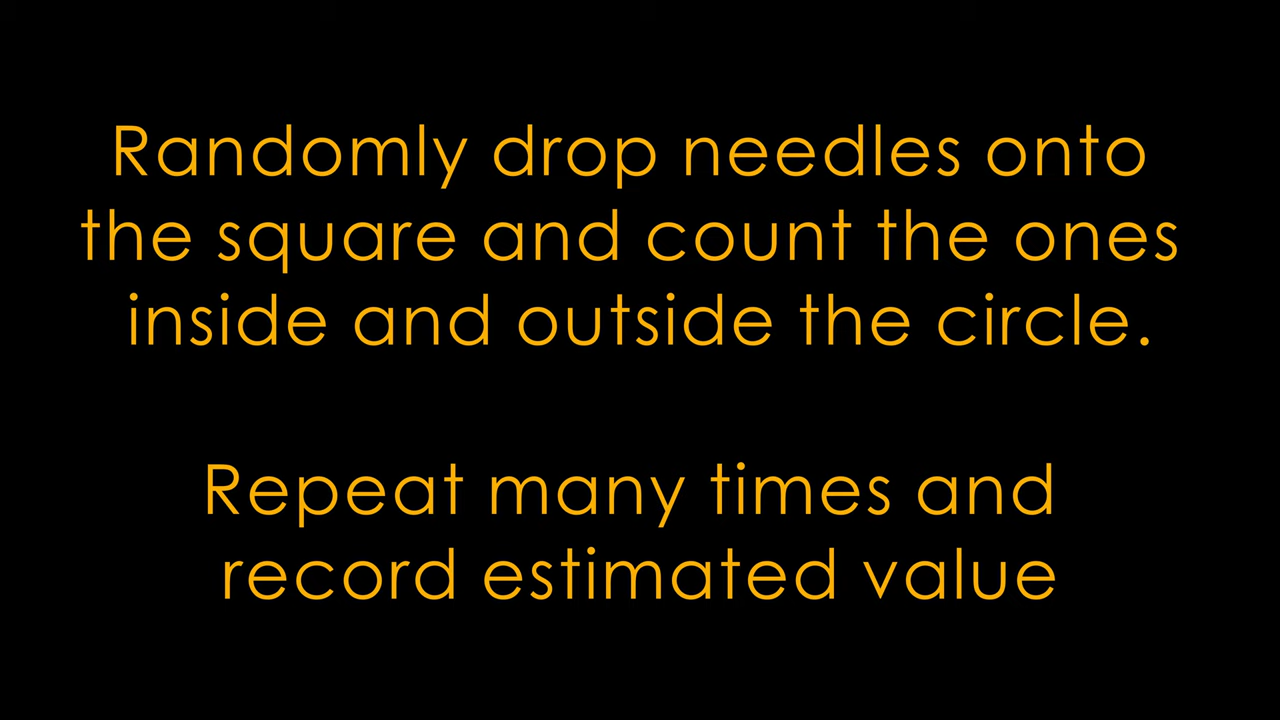 Randomly drop needles onto
the square and count the ones
inside and outside the circle.
Repeat many times and
record estimated value